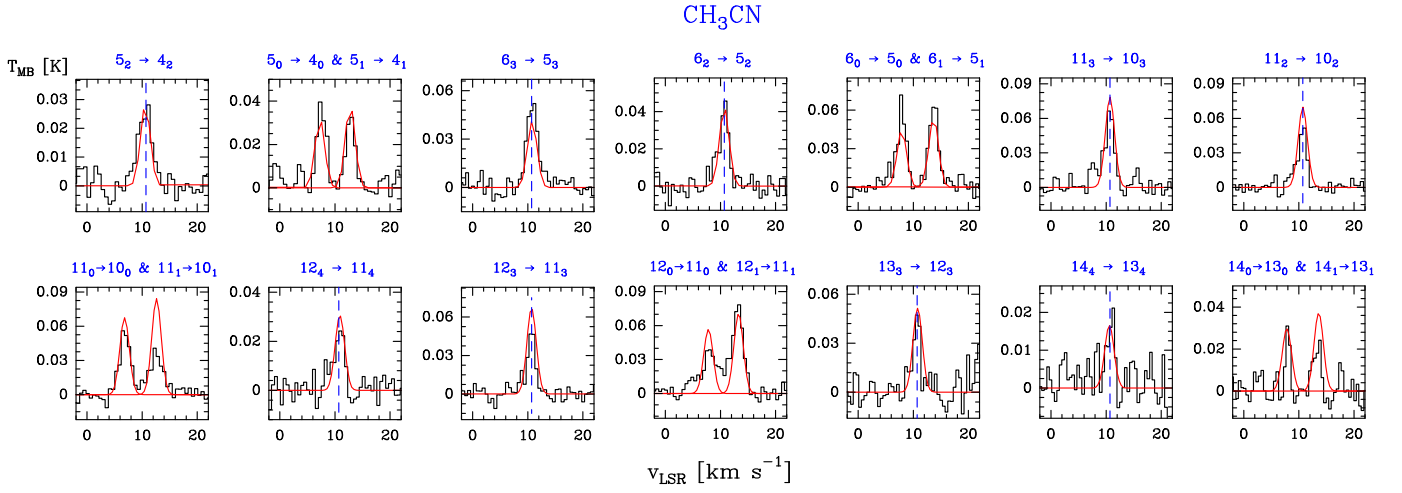 CH₃CN
T_MB [K]
5₂ → 4₂
5₀ → 4₀ & 5₁ → 4₁
6₃ → 5₃
6₂ → 5₂
6₀ → 5₀ & 6₁ → 5₁
11₃ → 10₃
11₂ → 10₂
0.03
0.02
0.01
0
0 10 20
0.04
0.02
0
0 10 20
0.06
0.03
0
0 10 20
0.04
0.02
0
0 10 20
0.06
0.03
0
0 10 20
0.09
0.06
0.03
0
0 10 20
0.09
0.06
0.03
0
0 10 20
11₀→10₀ & 11₁→10₁
12₄ → 11₄
12₃ → 11₃
12₀→11₀ & 12₁→11₁
13₃ → 12₃
14₄ → 13₄
14₀→13₀ & 14₁→13₁
0.09
0.06
0.03
0
0 10 20
0.04
0.02
0
0 10 20
0.06
0.03
0
0 10 20
0.09
0.06
0.03
0
0 10 20
0.06
0.03
0
0 10 20
0.02
0.01
0
0 10 20
0.04
0.02
0
0 10 20
v_LSR [km s⁻¹]